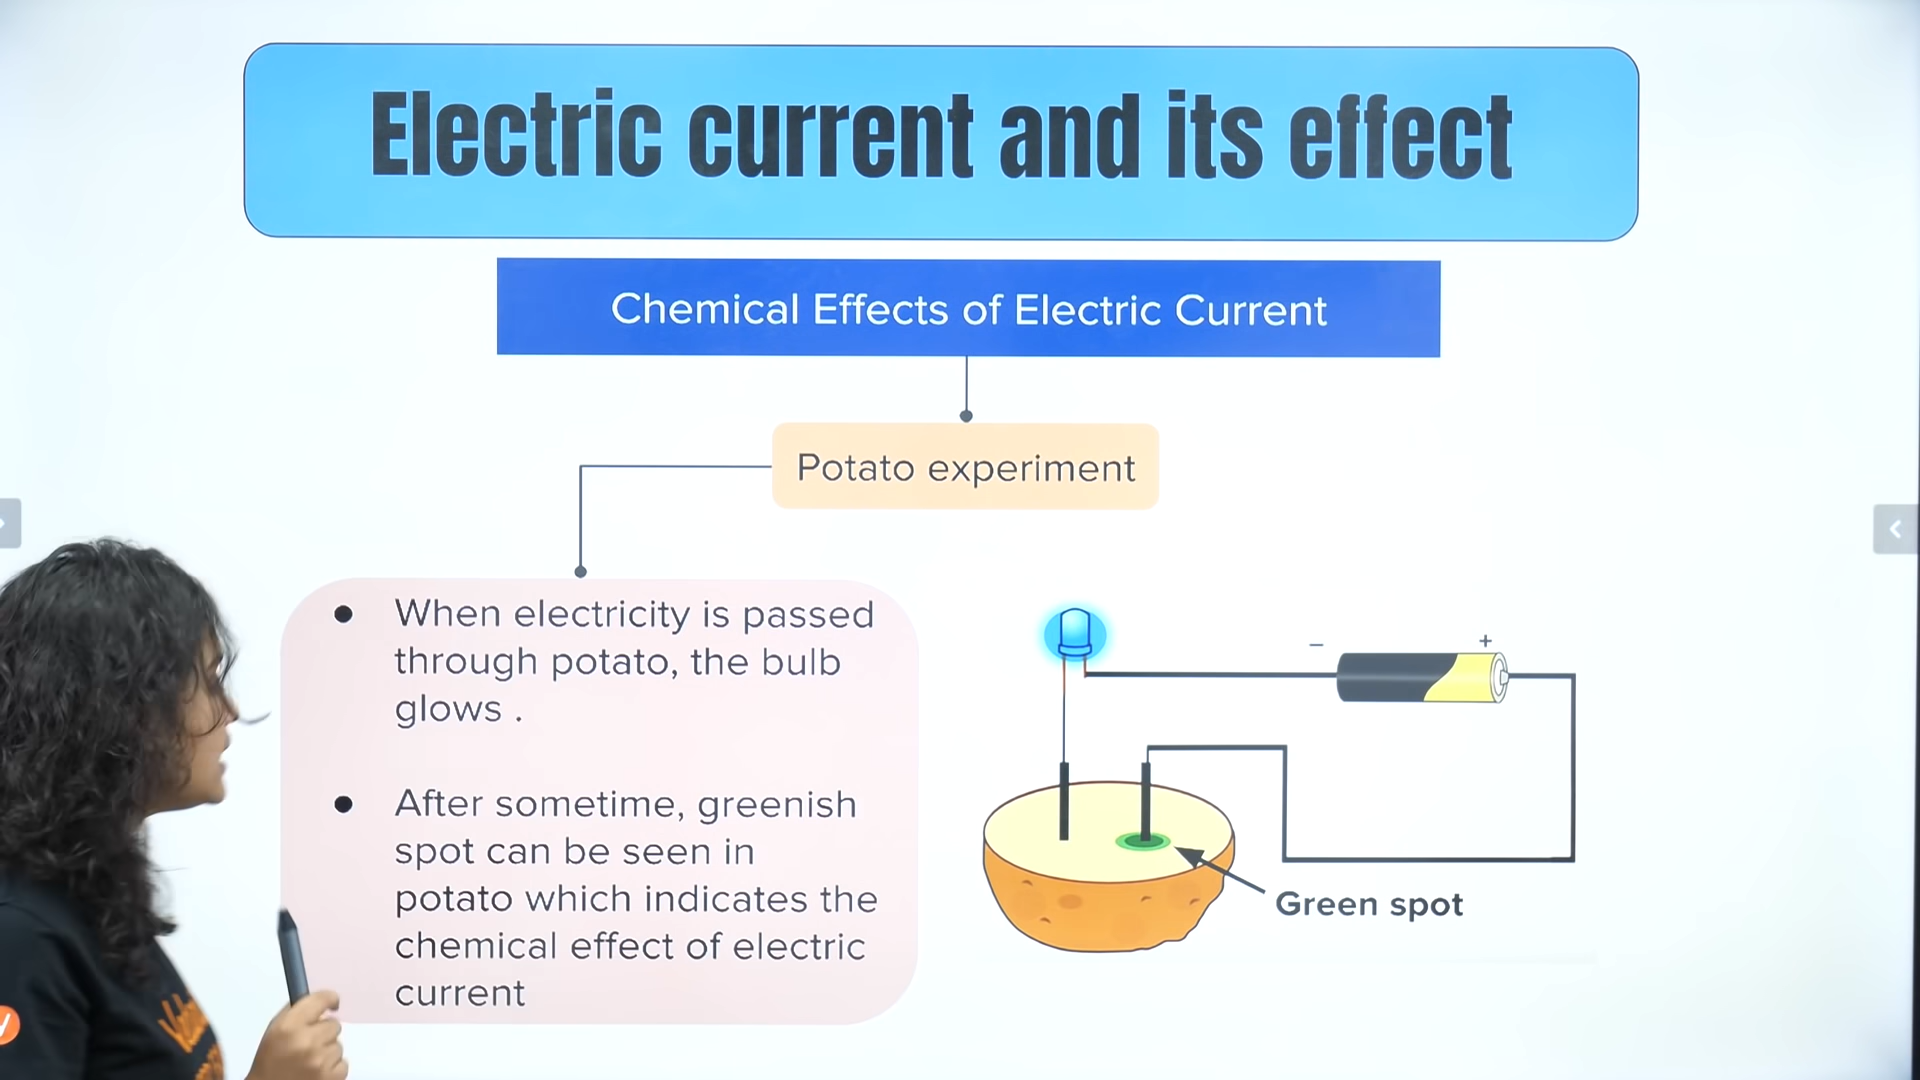 Electric current and its effect
Chemical Effects of Electric Current
Potato experiment
● When electricity is passed
through potato, the bulb
glows .
● After sometime, greenish
spot can be seen in
potato which indicates the
chemical effect of electric
current
− +
Green spot